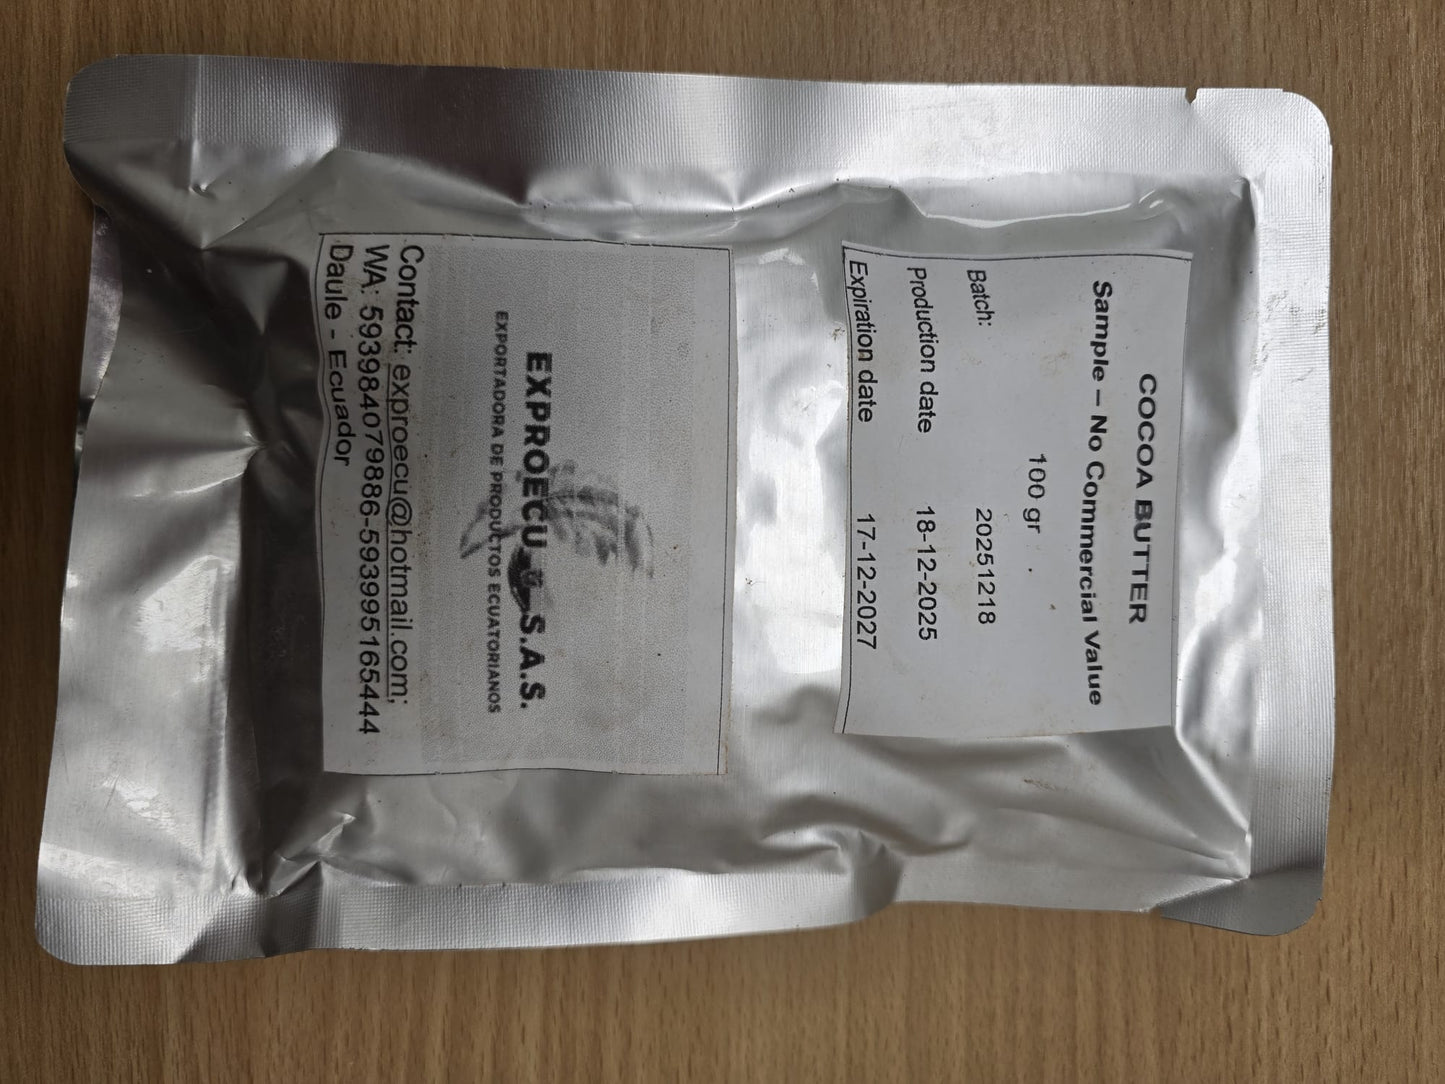 COCOA BUTTER
Sample – No Commercial Value
100 gr
Batch: 20251218
Production date 18-12-2025
Expiration date 17-12-2027
EXPROECU S.A.S.
EXPORTADORA DE PRODUCTOS ECUATORIANOS
Contact: exproecu@hotmail.com;
WA: 593984079886-593995165444
Daule - Ecuador